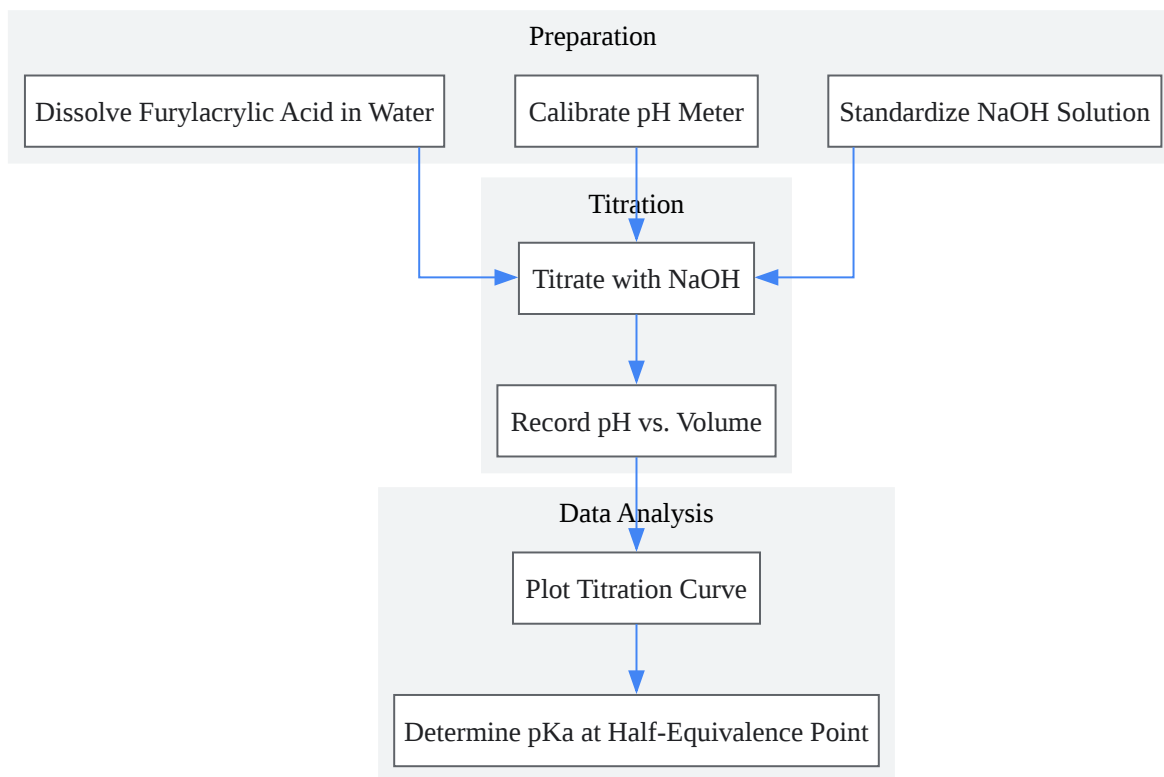 Preparation
Dissolve Furylacrylic Acid in Water
Calibrate pH Meter
Standardize NaOH Solution
Titration
Titrate with NaOH
Record pH vs. Volume
Data Analysis
Plot Titration Curve
Determine pKa at Half-Equivalence Point